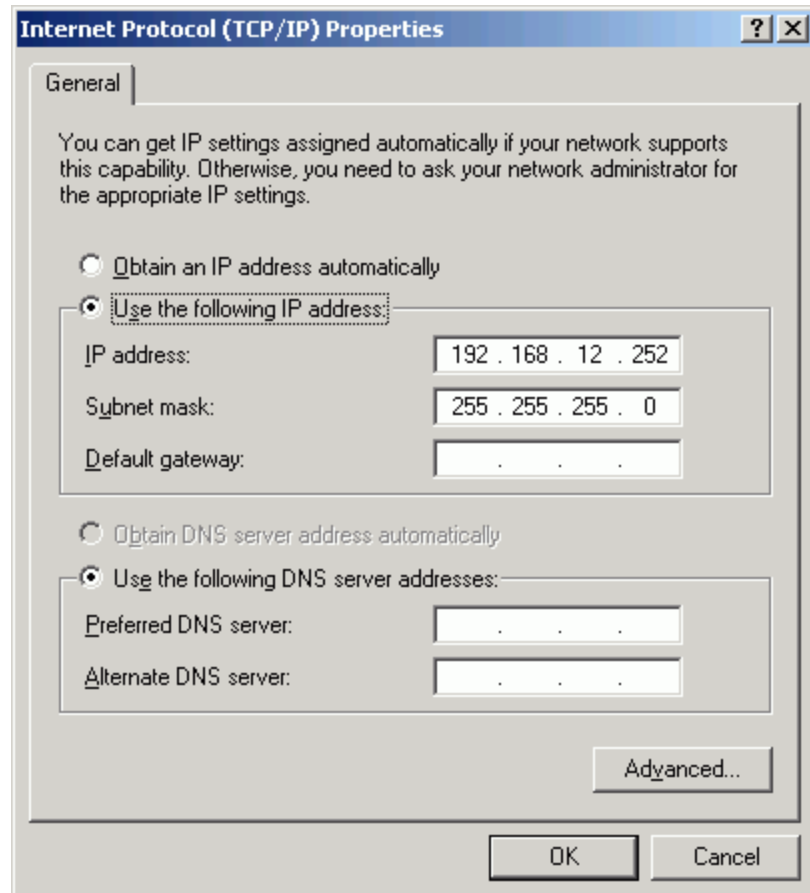 Internet Protocol (TCP/IP) Properties
General
You can get IP settings assigned automatically if your network supports
this capability. Otherwise, you need to ask your network administrator for
the appropriate IP settings.
Obtain an IP address automatically
Use the following IP address:
IP address: 192 . 168 . 12 . 252
Subnet mask: 255 . 255 . 255 . 0
Default gateway: . . .
Obtain DNS server address automatically
Use the following DNS server addresses:
Preferred DNS server: . . .
Alternate DNS server: . . .
Advanced...
OK Cancel